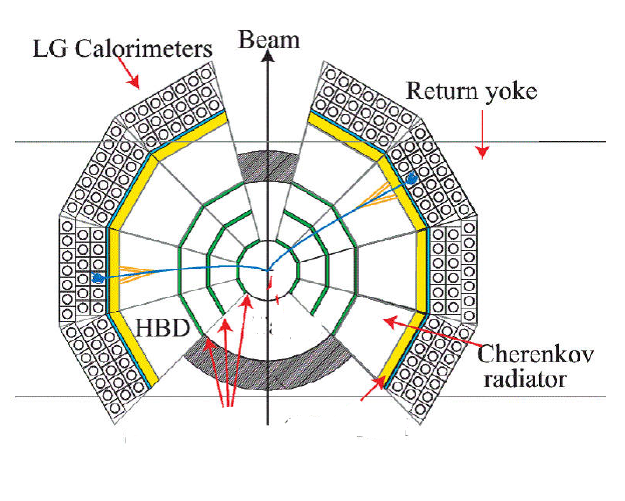 Beam
LG Calorimeters
Return yoke
HBD
Cherenkov
radiator